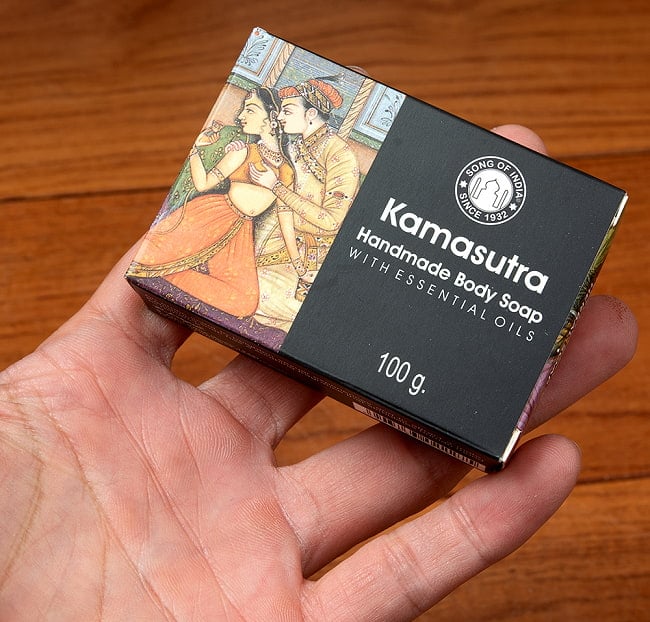 SONG OF INDIA
SINCE 1932
Kamasutra
Handmade Body Soap
WITH ESSENTIAL OILS
100 g.